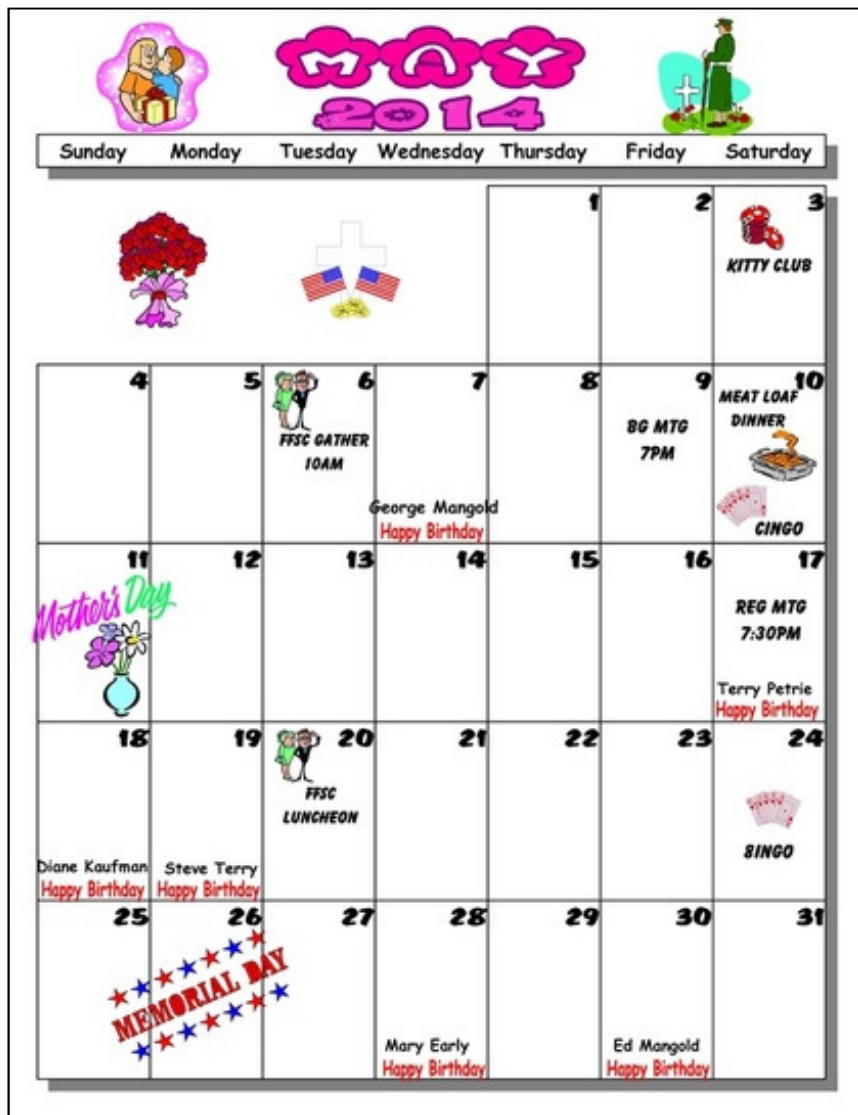 MAY
2014
Sunday Monday Tuesday Wednesday Thursday Friday Saturday
1 2 3
KITTY CLUB
4 5 6 7 8 9 10
FFSC GATHER
10AM
George Mangold
Happy Birthday
BG MTG
7PM
MEAT LOAF
DINNER
CINGO
11 12 13 14 15 16 17
Mother's Day
REG MTG
7:30PM
Terry Petrie
Happy Birthday
18 19 20 21 22 23 24
Diane Kaufman
Happy Birthday
Steve Terry
Happy Birthday
FFSC
LUNCHEON
BINGO
25 26 27 28 29 30 31
MEMORIAL DAY
Mary Early
Happy Birthday
Ed Mangold
Happy Birthday